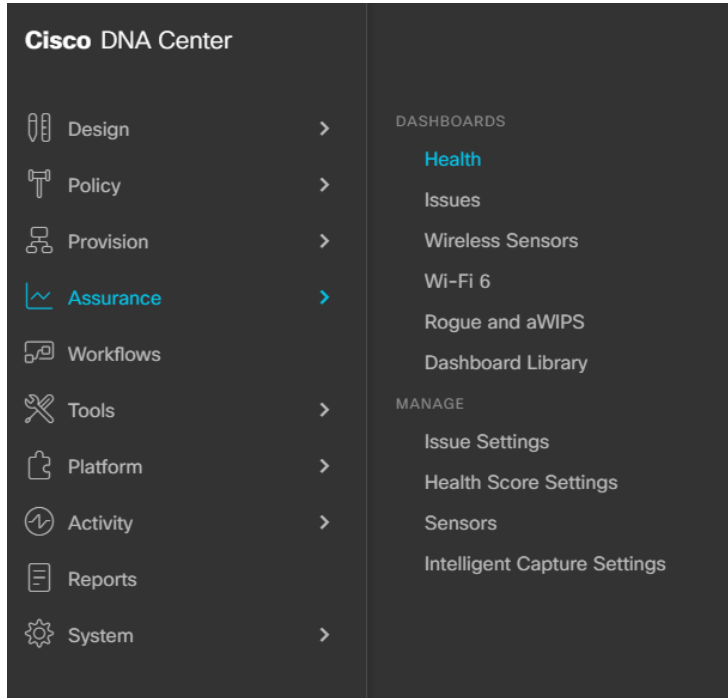 Cisco DNA Center
Design
Policy
Provision
Assurance
Workflows
Tools
Platform
Activity
Reports
System
DASHBOARDS
Health
Issues
Wireless Sensors
Wi-Fi 6
Rogue and aWIPS
Dashboard Library
MANAGE
Issue Settings
Health Score Settings
Sensors
Intelligent Capture Settings